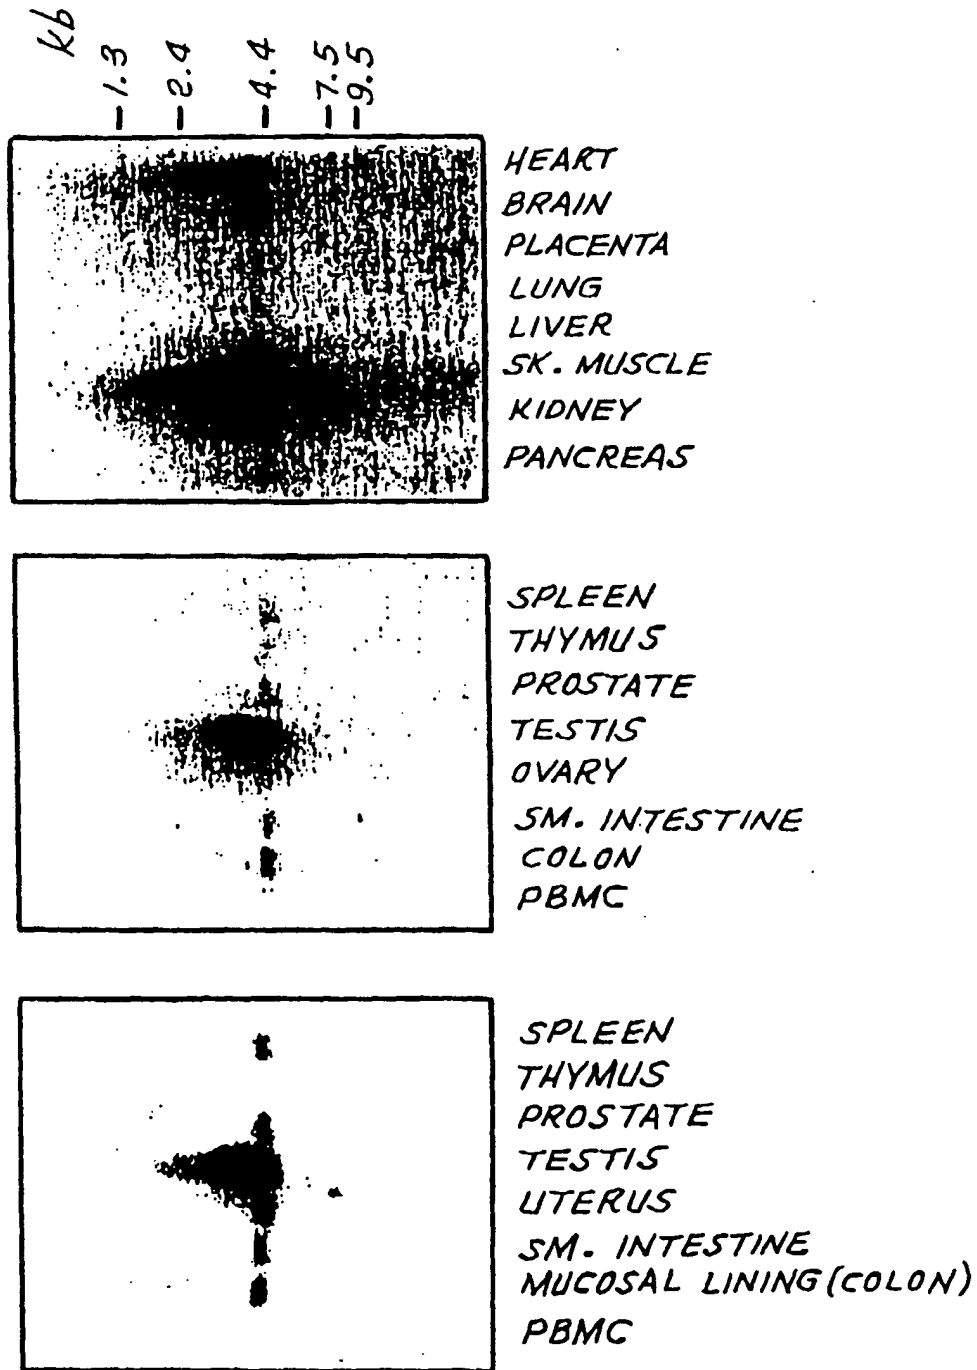 kb
-1.3
-2.4
-4.4
-7.5
-9.5
HEART
BRAIN
PLACENTA
LUNG
LIVER
SK. MUSCLE
KIDNEY
PANCREAS
SPLEEN
THYMUS
PROSTATE
TESTIS
OVARY
SM. INTESTINE
COLON
PBMC
SPLEEN
THYMUS
PROSTATE
TESTIS
UTERUS
SM. INTESTINE
MUCOSAL LINING (COLON)
PBMC